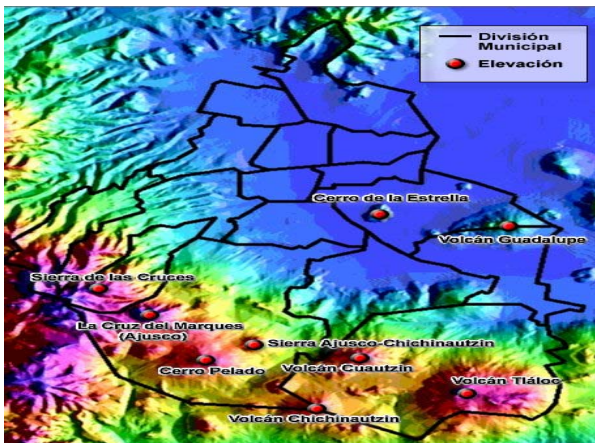 División
Municipal
Elevación
Cerro de la Estrella
Volcán Guadalupe
Sierra de las Cruces
La Cruz del Marques
(Ajusco)
Sierra Ajusco-Chichinautzin
Cerro Pelado
Volcán Cuautzin
Volcán Tláloc
Volcán Chichinautzin